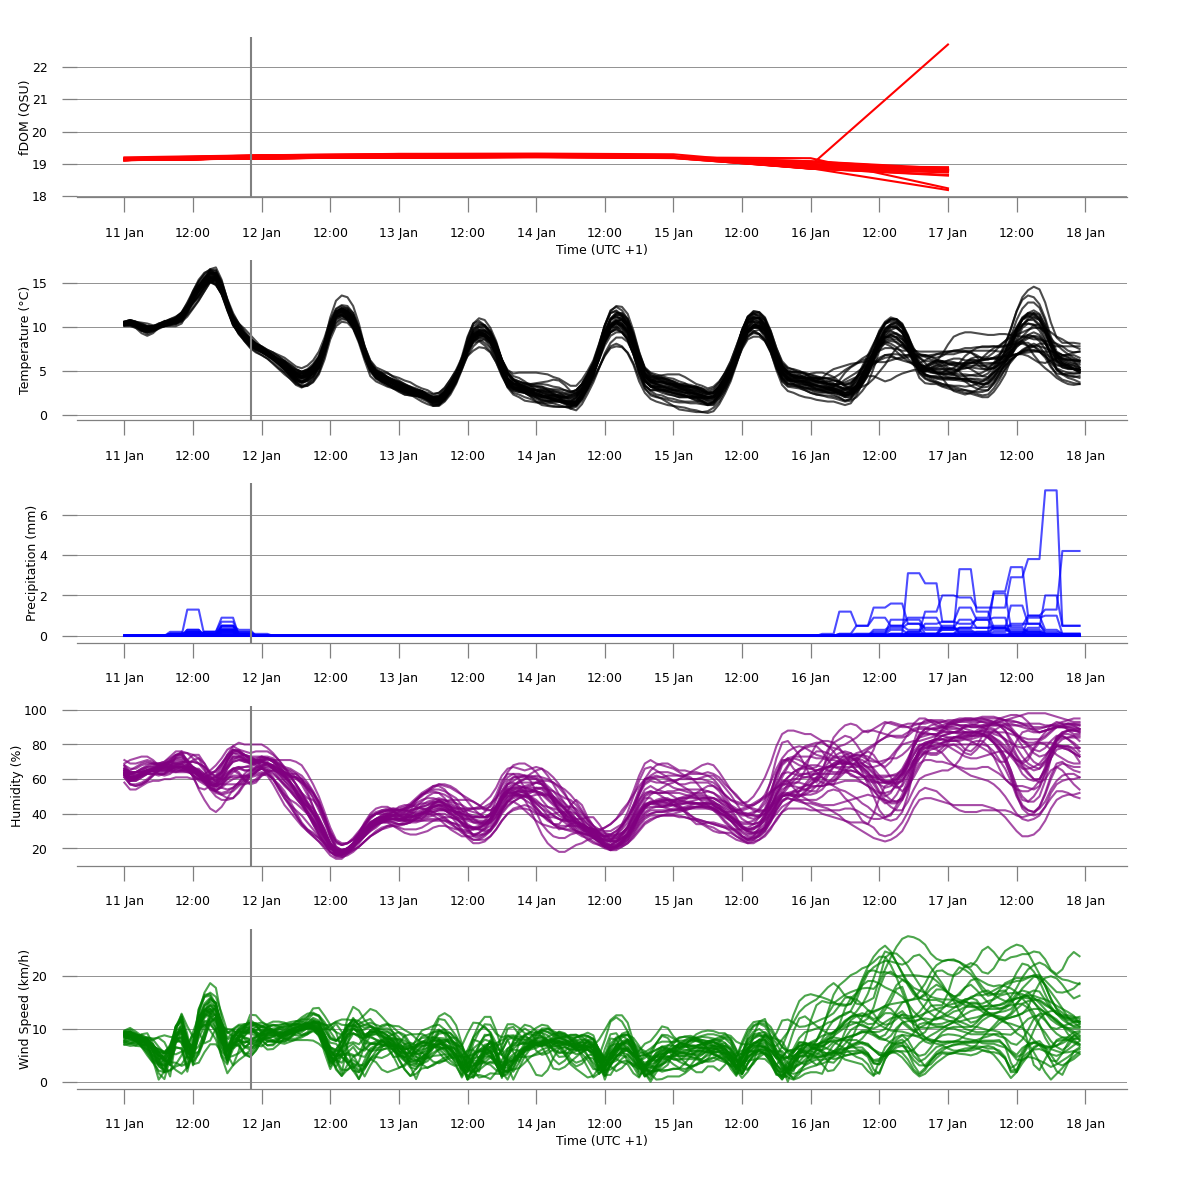 fDOM (QSU)
22
21
20
19
18
11 Jan 12:00 12 Jan 12:00 13 Jan 12:00 14 Jan 12:00 15 Jan 12:00 16 Jan 12:00 17 Jan 12:00 18 Jan
Time (UTC +1)
Temperature (°C)
15
10
5
0
11 Jan 12:00 12 Jan 12:00 13 Jan 12:00 14 Jan 12:00 15 Jan 12:00 16 Jan 12:00 17 Jan 12:00 18 Jan
Precipitation (mm)
6
4
2
0
11 Jan 12:00 12 Jan 12:00 13 Jan 12:00 14 Jan 12:00 15 Jan 12:00 16 Jan 12:00 17 Jan 12:00 18 Jan
Humidity (%)
100
80
60
40
20
11 Jan 12:00 12 Jan 12:00 13 Jan 12:00 14 Jan 12:00 15 Jan 12:00 16 Jan 12:00 17 Jan 12:00 18 Jan
Wind Speed (km/h)
20
10
0
11 Jan 12:00 12 Jan 12:00 13 Jan 12:00 14 Jan 12:00 15 Jan 12:00 16 Jan 12:00 17 Jan 12:00 18 Jan
Time (UTC +1)